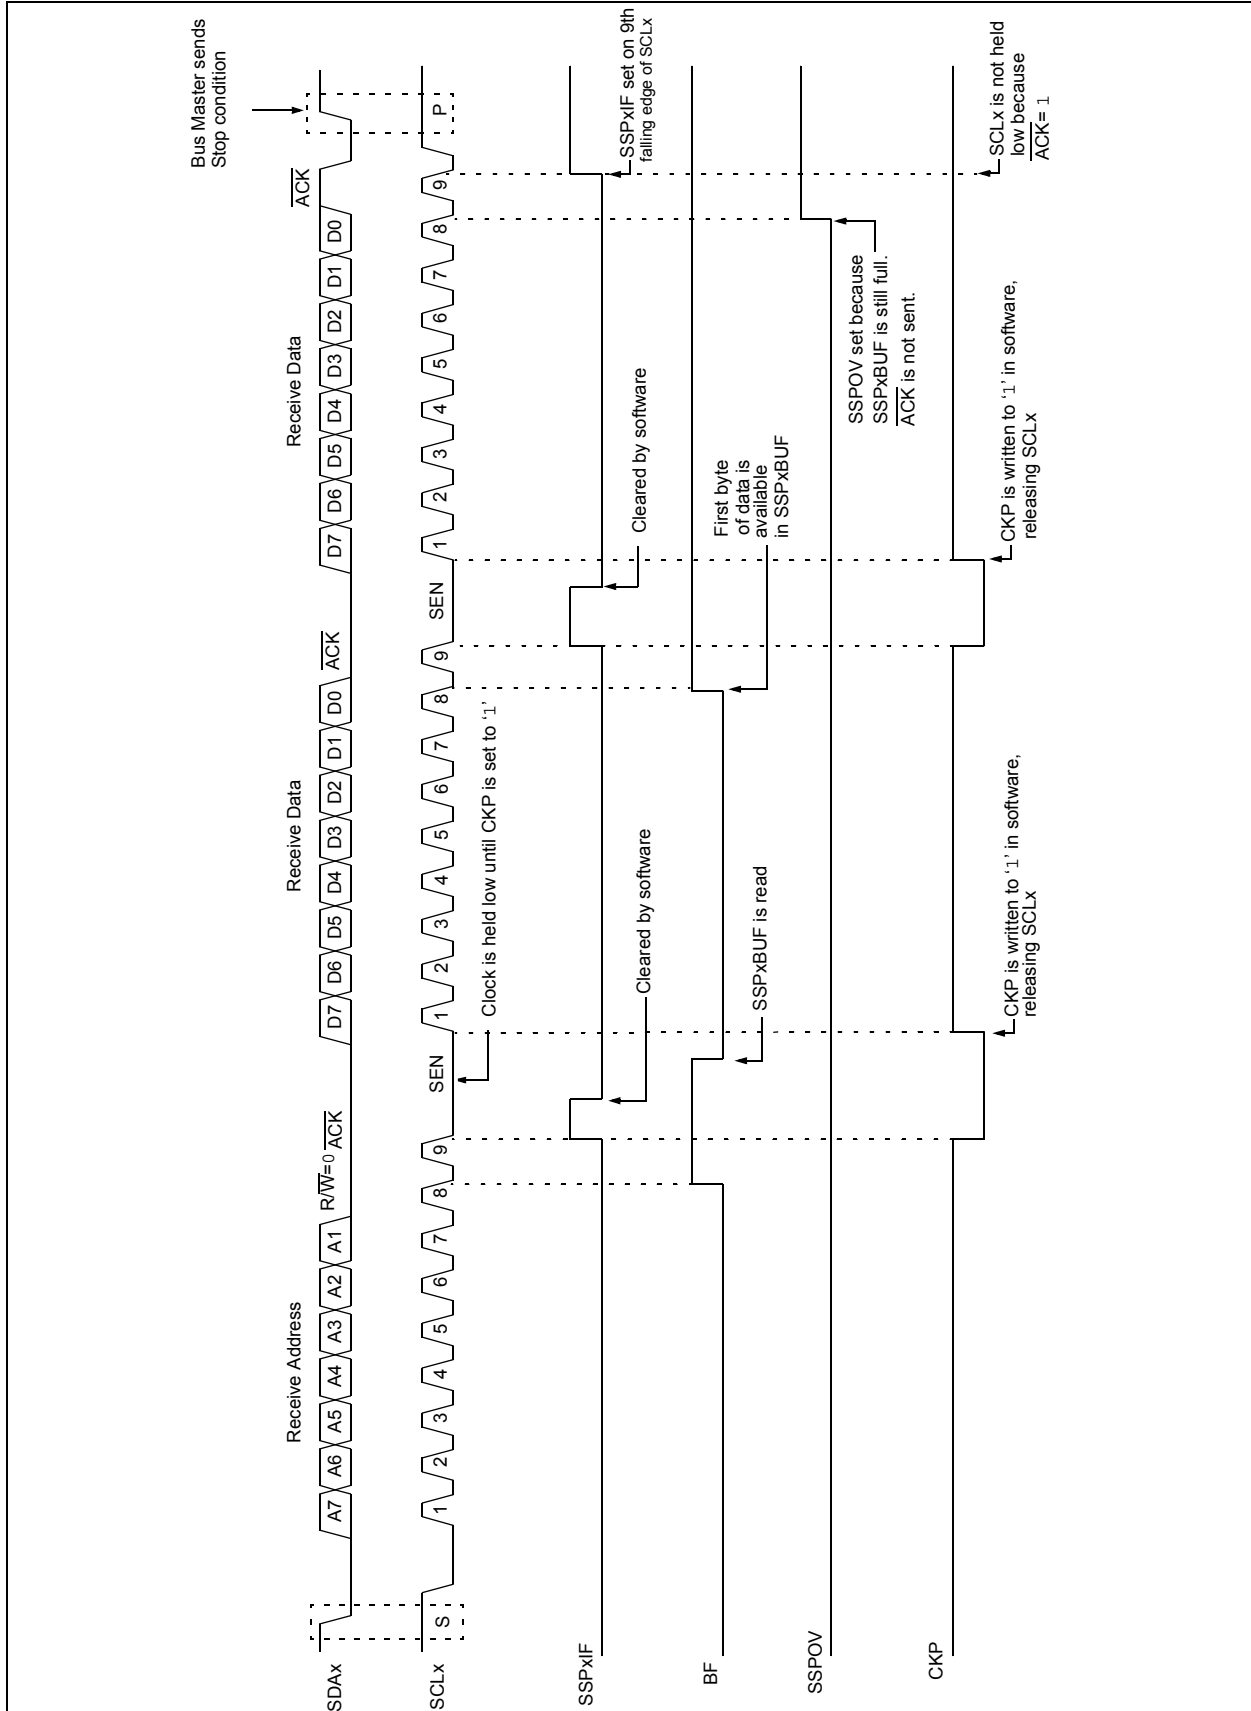 Bus Master sends
Stop condition
Receive Address
Receive Data
Receive Data
SDAx
A7 A6 A5 A4 A3 A2 A1 R/W=0 ACK D7 D6 D5 D4 D3 D2 D1 D0 ACK D7 D6 D5 D4 D3 D2 D1 D0 ACK
SCLx
S 1 2 3 4 5 6 7 8 9 SEN 1 2 3 4 5 6 7 8 9 SEN 1 2 3 4 5 6 7 8 9 P
Clock is held low until CKP is set to ‘1’
SSPxIF
Cleared by software
Cleared by software
SSPxIF set on 9th
falling edge of SCLx
BF
SSPxBUF is read
First byte
of data is
available
in SSPxBUF
SSPOV
SSPOV set because
SSPxBUF is still full.
ACK is not sent.
CKP
CKP is written to ‘1’ in software,
releasing SCLx
CKP is written to ‘1’ in software,
releasing SCLx
SCLx is not held
low because
ACK= 1